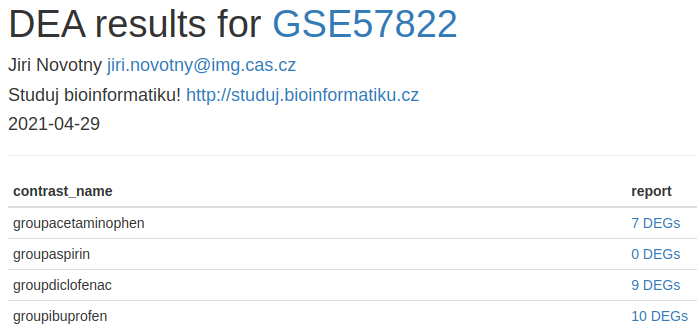 DEA results for GSE57822
Jiri Novotny jiri.novotny@img.cas.cz
Studuj bioinformatiku! http://studuj.bioinformatiku.cz
2021-04-29
contrast_name report
groupacetaminophen 7 DEGs
groupaspirin 0 DEGs
groupdiclofenac 9 DEGs
groupibuprofen 10 DEGs